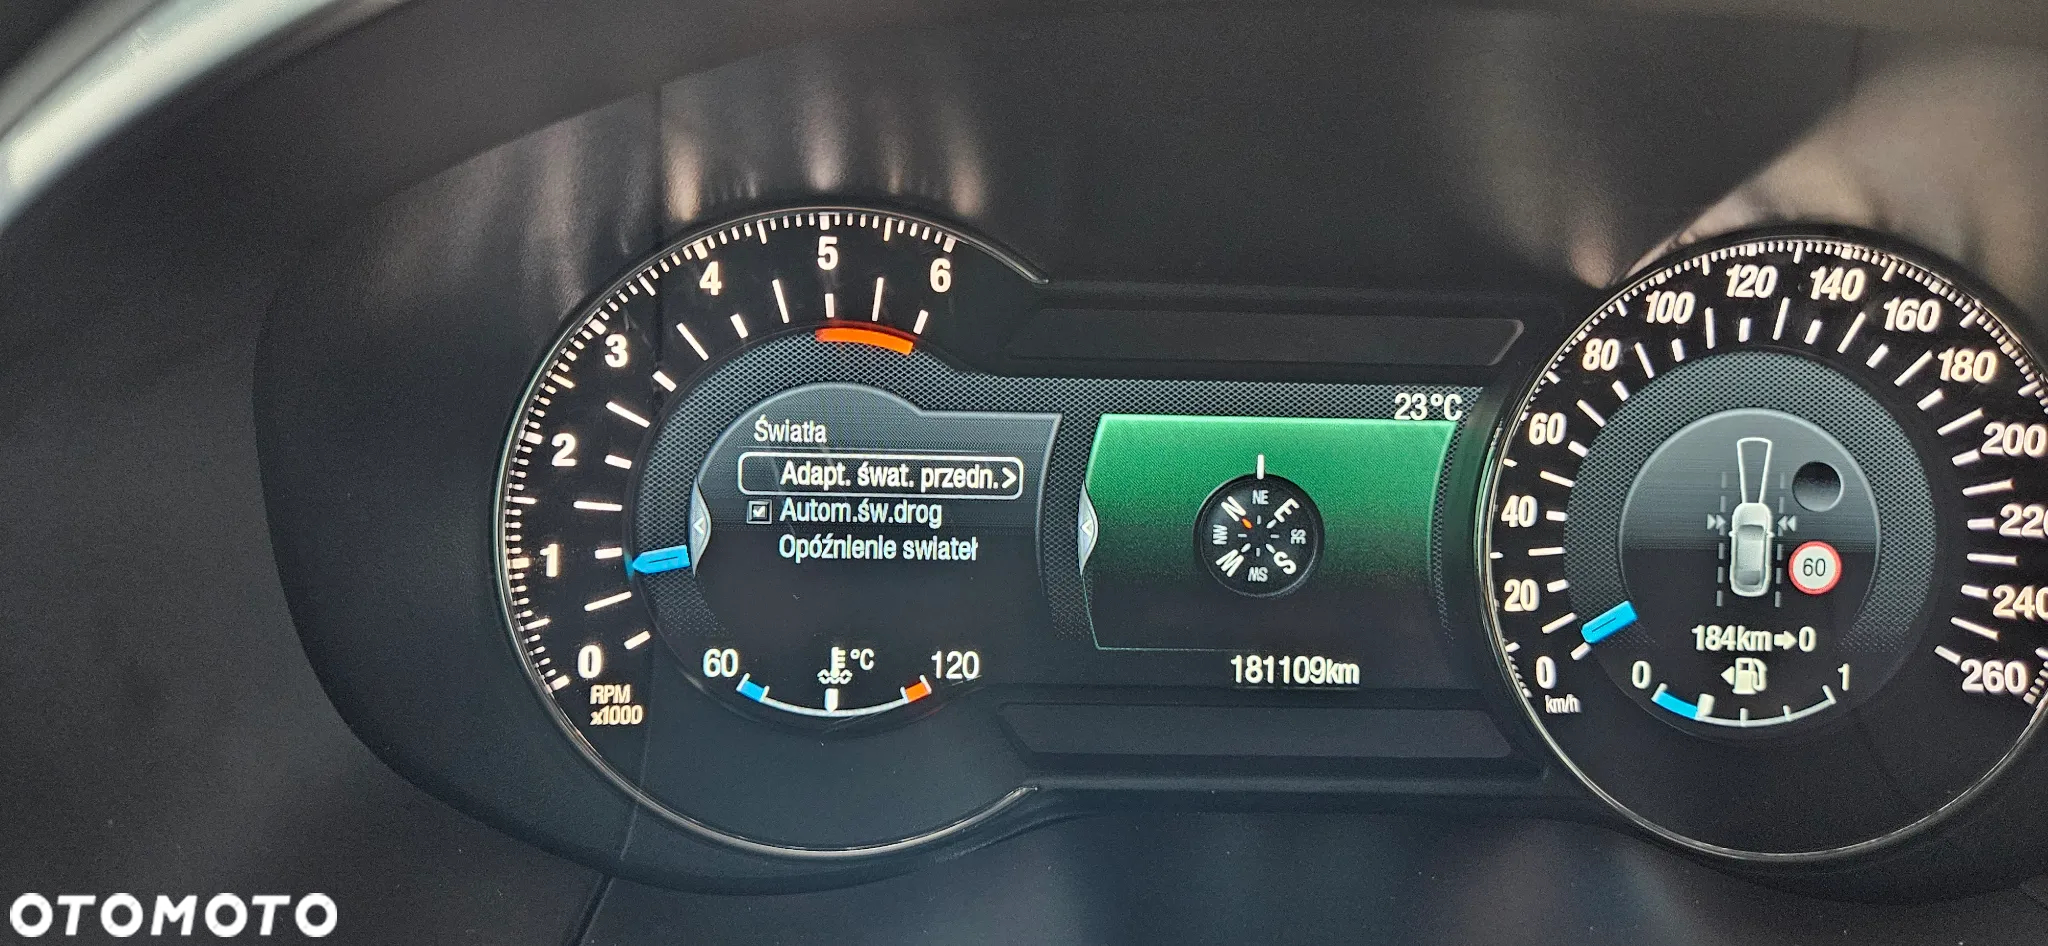 0
1
2
3
4
5
6
RPM
x1000
Światła
Adapt. śwat. przedn.>
Autom.św.drog
Opóźnienie swiateł
60
°C
120
23°C
N
NE
E
SE
S
SW
W
NW
181109km
0
20
40
60
80
100
120
140
160
180
200
220
240
260
km/h
60
184km➡0
0
1
OTOMOTO